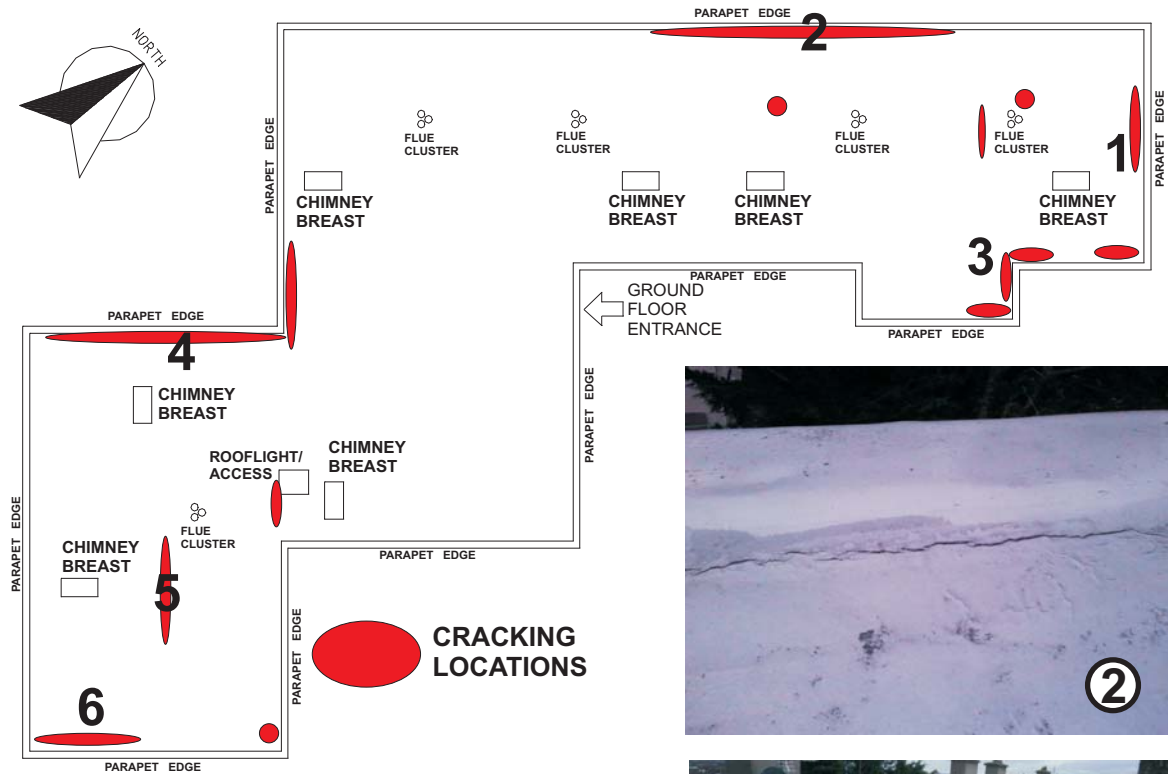 PARAPET EDGE
NORTH
2
PARAPET EDGE
FLUE
CLUSTER
FLUE
CLUSTER
FLUE
CLUSTER
FLUE
CLUSTER
1
PARAPET EDGE
CHIMNEY
BREAST
CHIMNEY
BREAST
CHIMNEY
BREAST
CHIMNEY
BREAST
3
PARAPET EDGE
GROUND
FLOOR
ENTRANCE
PARAPET EDGE
PARAPET EDGE
4
CHIMNEY
BREAST
PARAPET EDGE
ROOFLIGHT/
ACCESS
CHIMNEY
BREAST
FLUE
CLUSTER
PARAPET EDGE
PARAPET EDGE
CHIMNEY
BREAST
5
PARAPET EDGE
CRACKING
LOCATIONS
6
PARAPET EDGE
2